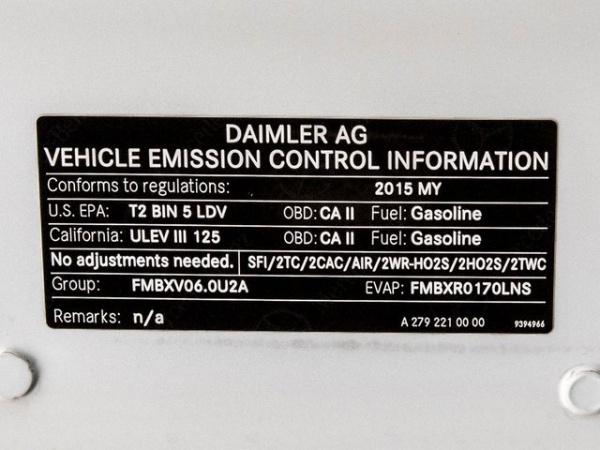 DAIMLER AG
VEHICLE EMISSION CONTROL INFORMATION
Conforms to regulations: 2015 MY
U.S. EPA: T2 BIN 5 LDV OBD: CA II Fuel: Gasoline
California: ULEV III 125 OBD: CA II Fuel: Gasoline
No adjustments needed. SFI/2TC/2CAC/AIR/2WR-HO2S/2HO2S/2TWC
Group: FMBXV06.0U2A EVAP: FMBXR0170LNS
Remarks: n/a A 279 221 00 00 9394966